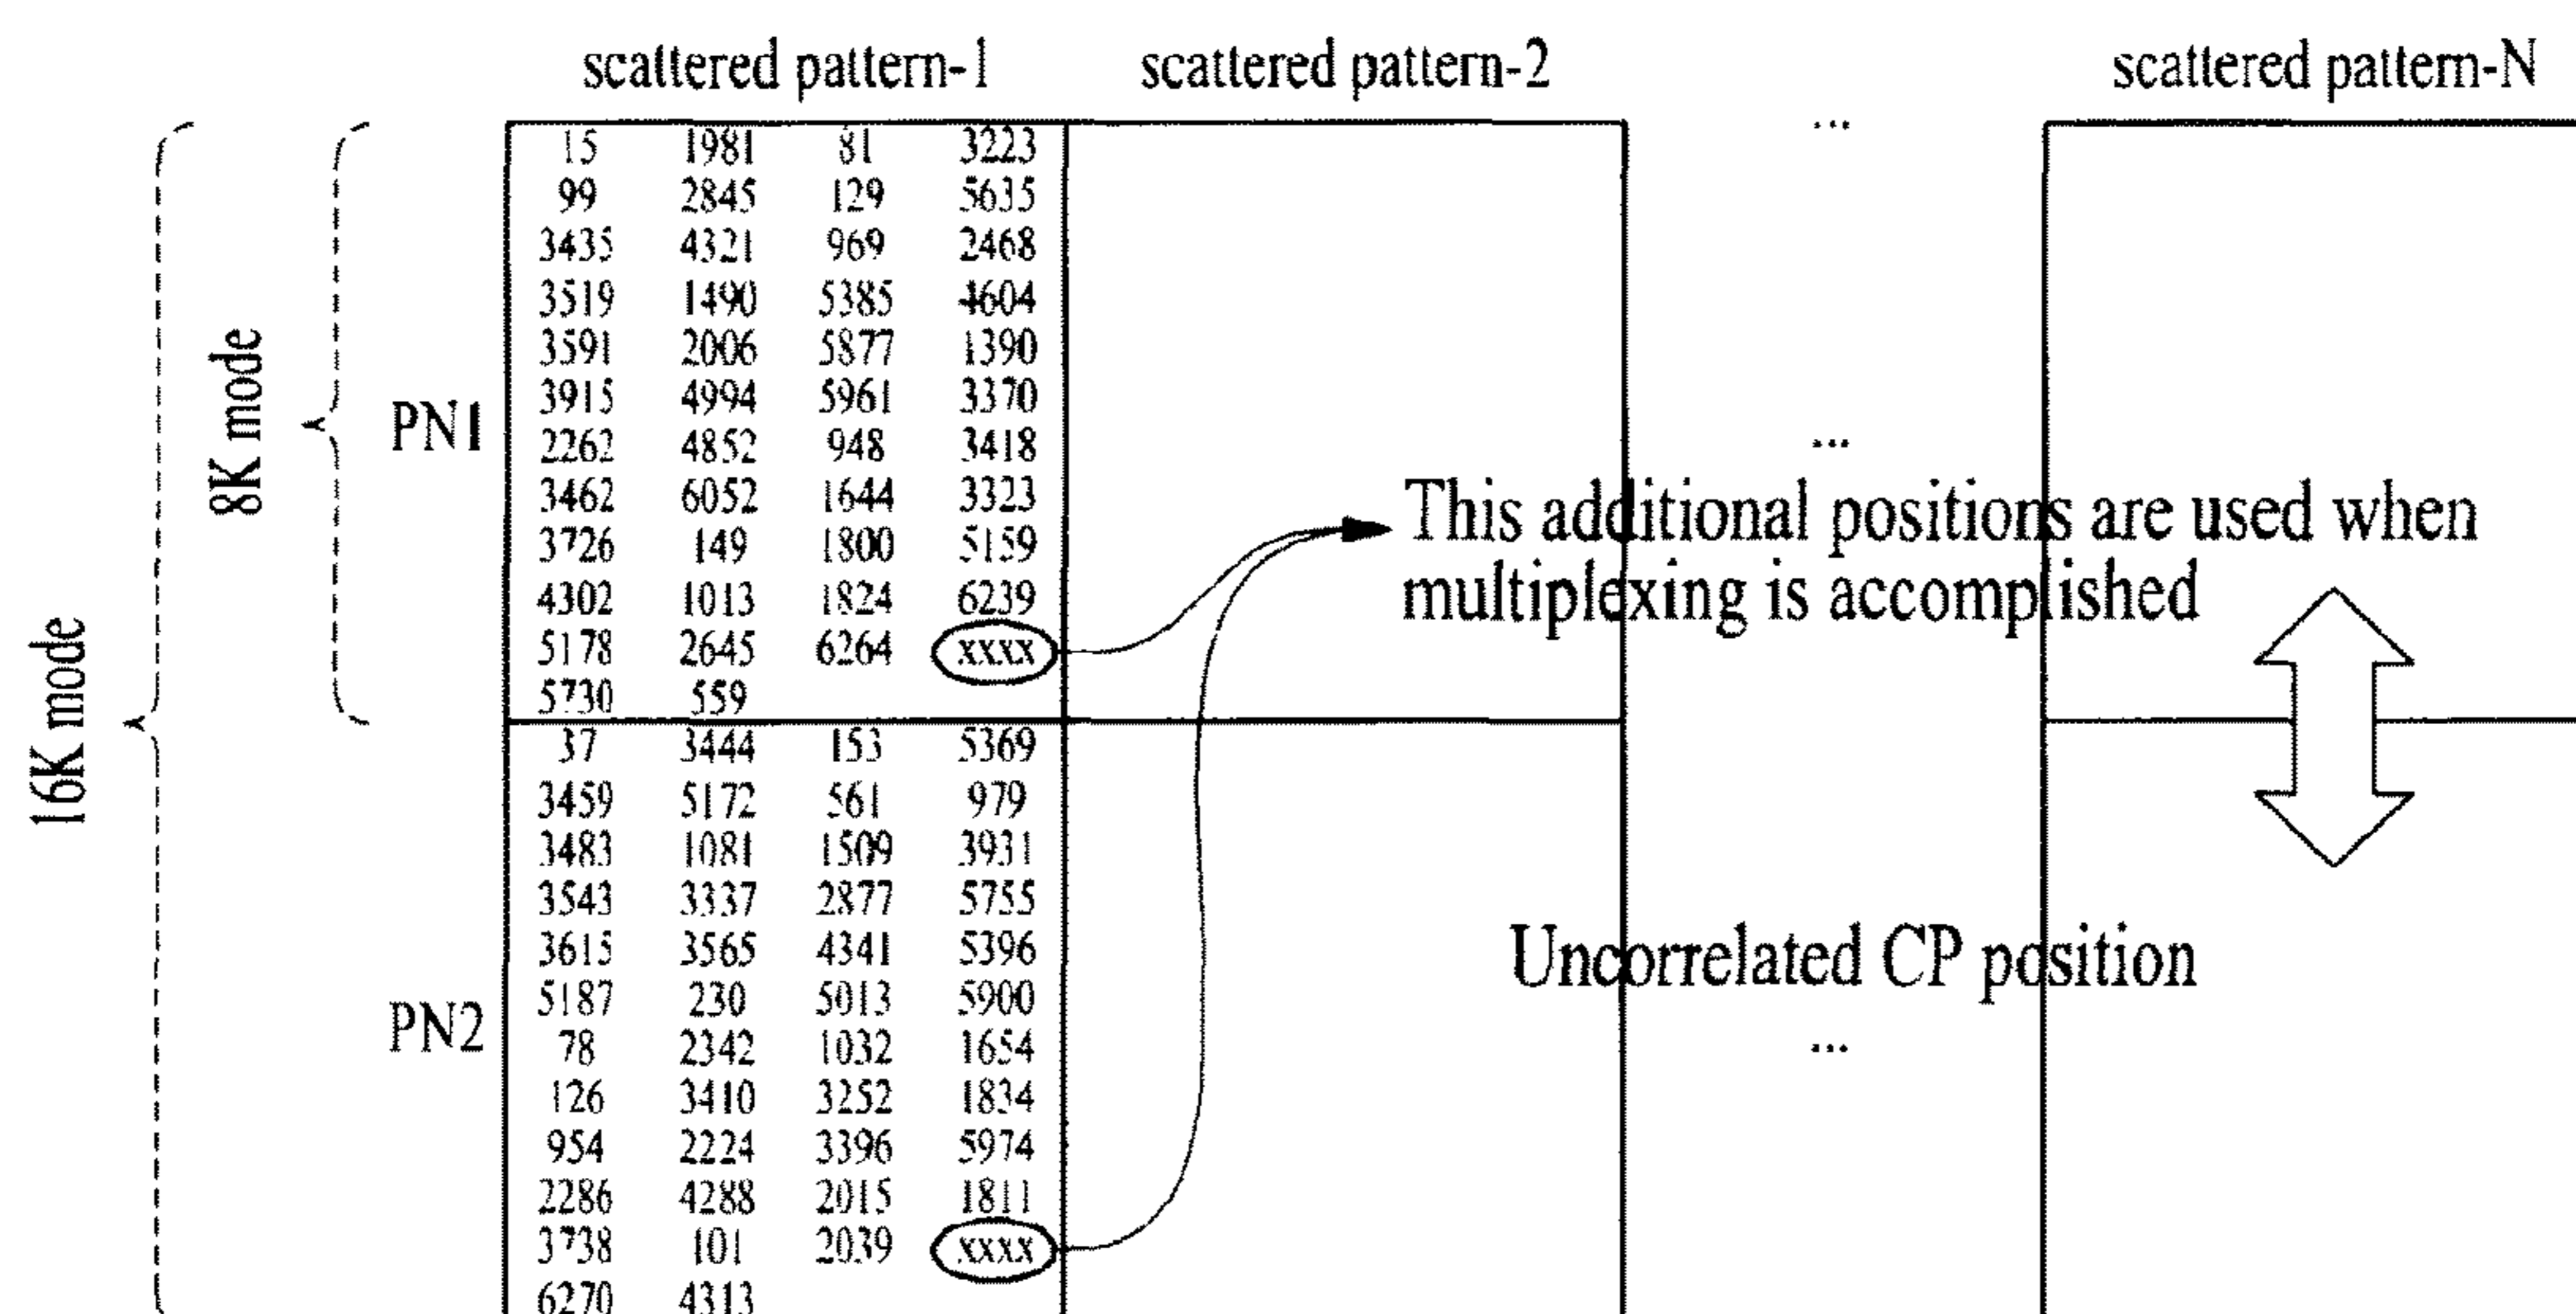 scattered pattern-1 scattered pattern-2 scattered pattern-N
...
15 1981 81 3223
99 2845 129 5635
3435 4321 969 2468
3519 1490 5385 4604
3591 2006 5877 1390
3915 4994 5961 3370
8K mode
PN1
...
2262 4852 948 3418
3462 6052 1644 3323
3726 149 1800 5159
4302 1013 1824 6239
5178 2645 6264 xxxx
5730 559
This additional positions are used when
multiplexing is accomplished
16K mode
37 3444 153 5369
3459 5172 561 979
3483 1081 1509 3931
3543 3337 2877 5755
3615 3565 4341 5396
5187 230 5013 5900
PN2
78 2342 1032 1654
126 3410 3252 1834
954 2224 3396 5974
2286 4288 2015 1811
3738 101 2039 xxxx
6270 4313
Uncorrelated CP position
...